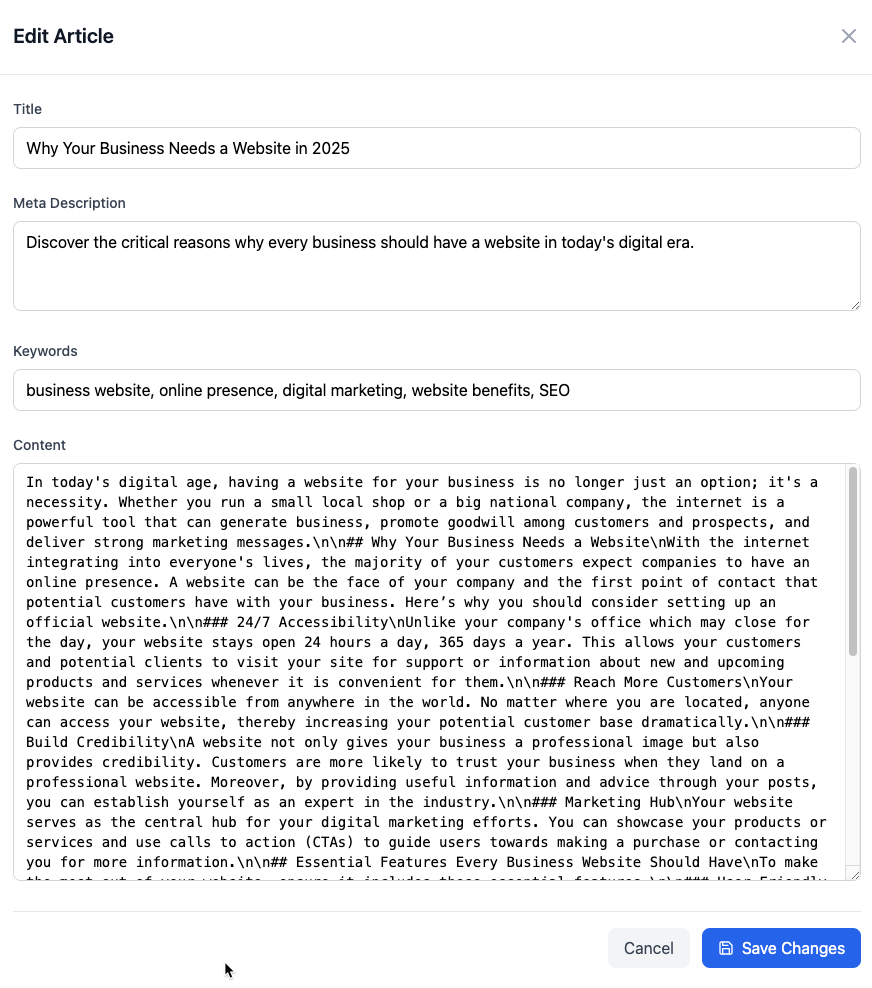 Edit Article
Title
Why Your Business Needs a Website in 2025
Meta Description
Discover the critical reasons why every business should have a website in today's digital era.
Keywords
business website, online presence, digital marketing, website benefits, SEO
Content
In today's digital age, having a website for your business is no longer just an option; it's a
necessity. Whether you run a small local shop or a big national company, the internet is a
powerful tool that can generate business, promote goodwill among customers and prospects, and
deliver strong marketing messages.\n\n## Why Your Business Needs a Website\nWith the internet
integrating into everyone's lives, the majority of your customers expect companies to have an
online presence. A website can be the face of your company and the first point of contact that
potential customers have with your business. Here’s why you should consider setting up an
official website.\n\n### 24/7 Accessibility\nUnlike your company's office which may close for
the day, your website stays open 24 hours a day, 365 days a year. This allows your customers
and potential clients to visit your site for support or information about new and upcoming
products and services whenever it is convenient for them.\n\n### Reach More Customers\nYour
website can be accessible from anywhere in the world. No matter where you are located, anyone
can access your website, thereby increasing your potential customer base dramatically.\n\n###
Build Credibility\nA website not only gives your business a professional image but also
provides credibility. Customers are more likely to trust your business when they land on a
professional website. Moreover, by providing useful information and advice through your posts,
you can establish yourself as an expert in the industry.\n\n### Marketing Hub\nYour website
serves as the central hub for your digital marketing efforts. You can showcase your products or
services and use calls to action (CTAs) to guide users towards making a purchase or contacting
you for more information.\n\n## Essential Features Every Business Website Should Have\nTo make
the most out of your website, ensure it includes these essential features.\n\n### User-Friendly
Cancel
Save Changes